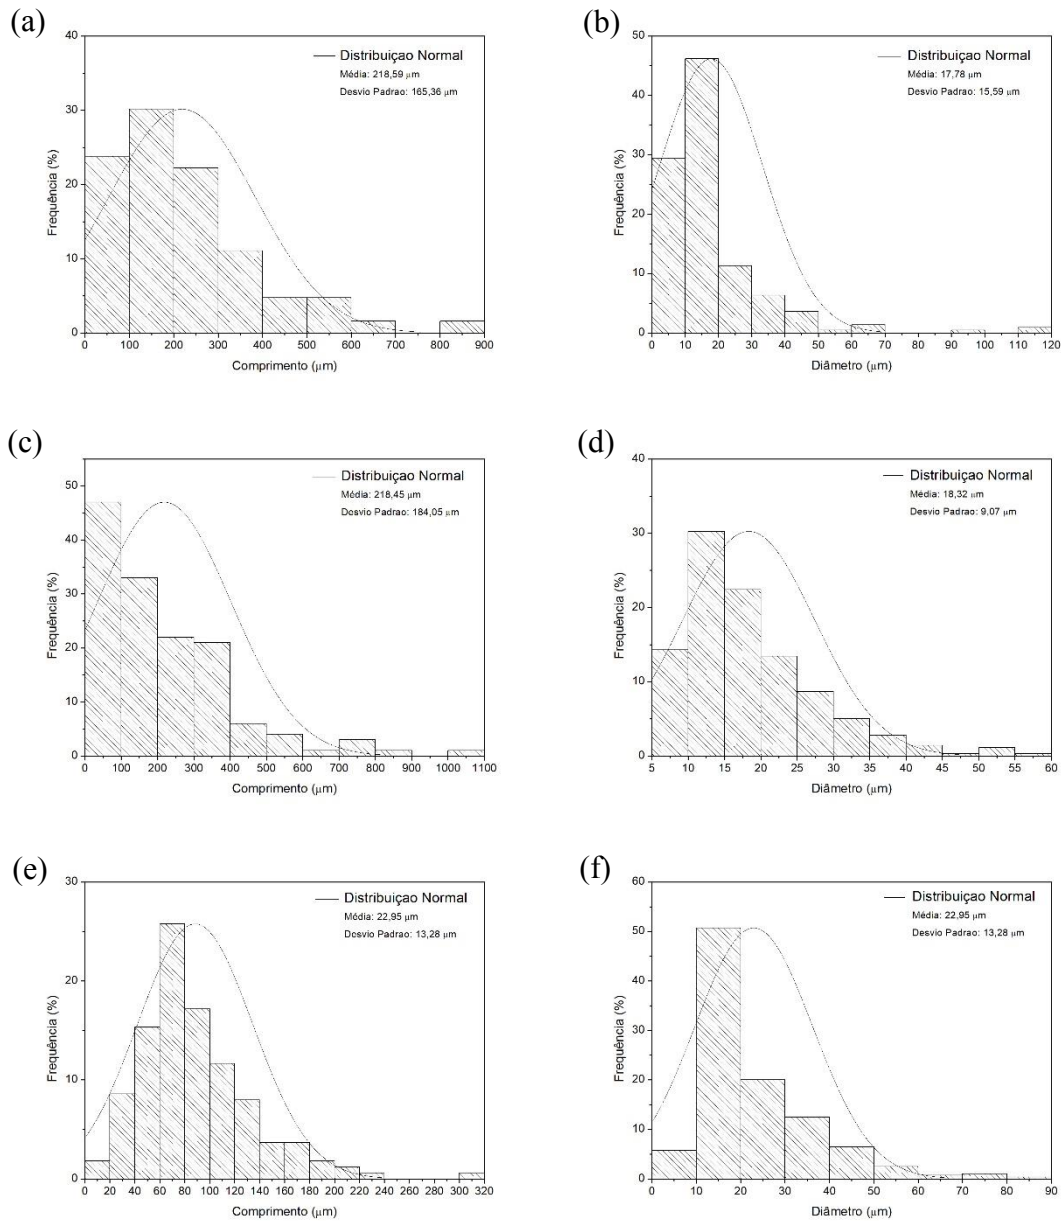 (a)
40
30
20
10
0
Frequência (%)
Distribuiçao Normal
Média: 218,59 µm
Desvio Padrao: 165,36 µm
0 100 200 300 400 500 600 700 800 900
Comprimento (µm)
(b)
50
40
30
20
10
0
Frequência (%)
Distribuiçao Normal
Média: 17,78 µm
Desvio Padrao: 15,59 µm
0 10 20 30 40 50 60 70 80 90 100 110 120
Diâmetro (µm)
(c)
50
40
30
20
10
0
Frequência (%)
Distribuiçao Normal
Média: 218,45 µm
Desvio Padrao: 184,05 µm
0 100 200 300 400 500 600 700 800 900 1000 1100
Comprimento (µm)
(d)
40
30
20
10
0
Frequência (%)
Distribuiçao Normal
Média: 18,32 µm
Desvio Padrao: 9,07 µm
5 10 15 20 25 30 35 40 45 50 55 60
Diâmetro (µm)
(e)
30
20
10
0
Frequência (%)
Distribuiçao Normal
Média: 22,95 µm
Desvio Padrao: 13,28 µm
0 20 40 60 80 100 120 140 160 180 200 220 240 260 280 300 320
Comprimento (µm)
(f)
60
50
40
30
20
10
0
Frequência (%)
Distribuiçao Normal
Média: 22,95 µm
Desvio Padrao: 13,28 µm
0 10 20 30 40 50 60 70 80 90
Diâmetro (µm)